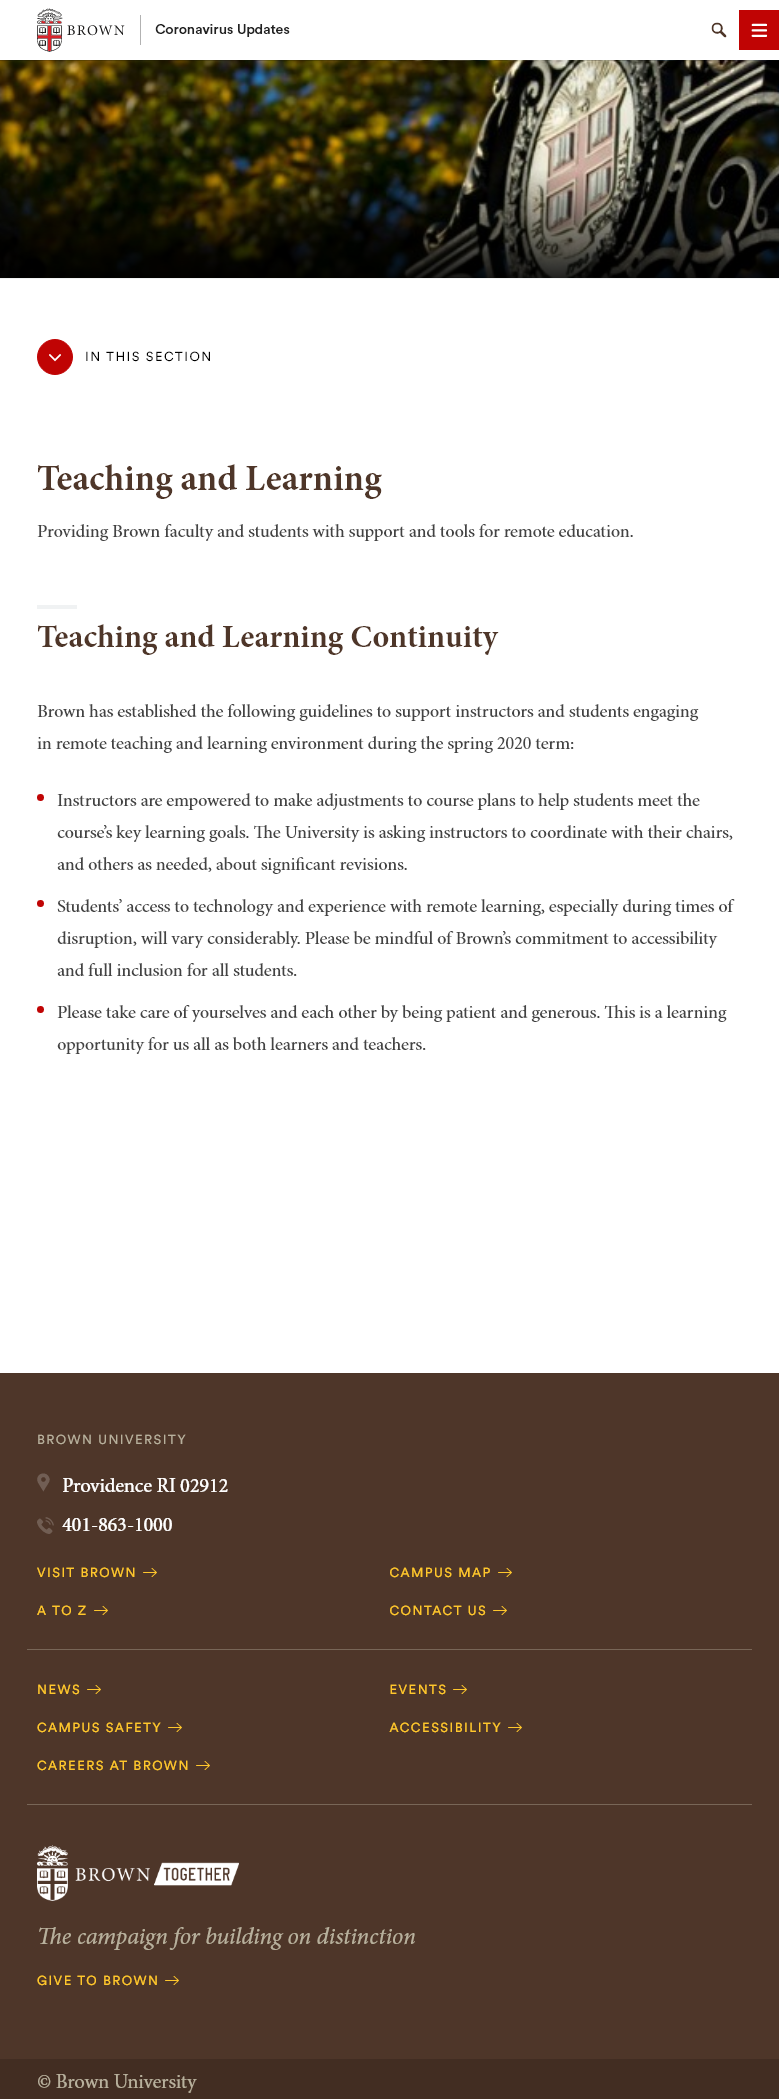 BROWN
Coronavirus Updates
IN THIS SECTION
Teaching and Learning
Providing Brown faculty and students with support and tools for remote education.
Teaching and Learning Continuity
Brown has established the following guidelines to support instructors and students engaging
in remote teaching and learning environment during the spring 2020 term:
Instructors are empowered to make adjustments to course plans to help students meet the
course’s key learning goals. The University is asking instructors to coordinate with their chairs,
and others as needed, about significant revisions.
Students’ access to technology and experience with remote learning, especially during times of
disruption, will vary considerably. Please be mindful of Brown’s commitment to accessibility
and full inclusion for all students.
Please take care of yourselves and each other by being patient and generous. This is a learning
opportunity for us all as both learners and teachers.
BROWN UNIVERSITY
Providence RI 02912
401-863-1000
VISIT BROWN
CAMPUS MAP
A TO Z
CONTACT US
NEWS
EVENTS
CAMPUS SAFETY
ACCESSIBILITY
CAREERS AT BROWN
BROWN TOGETHER
The campaign for building on distinction
GIVE TO BROWN
© Brown University